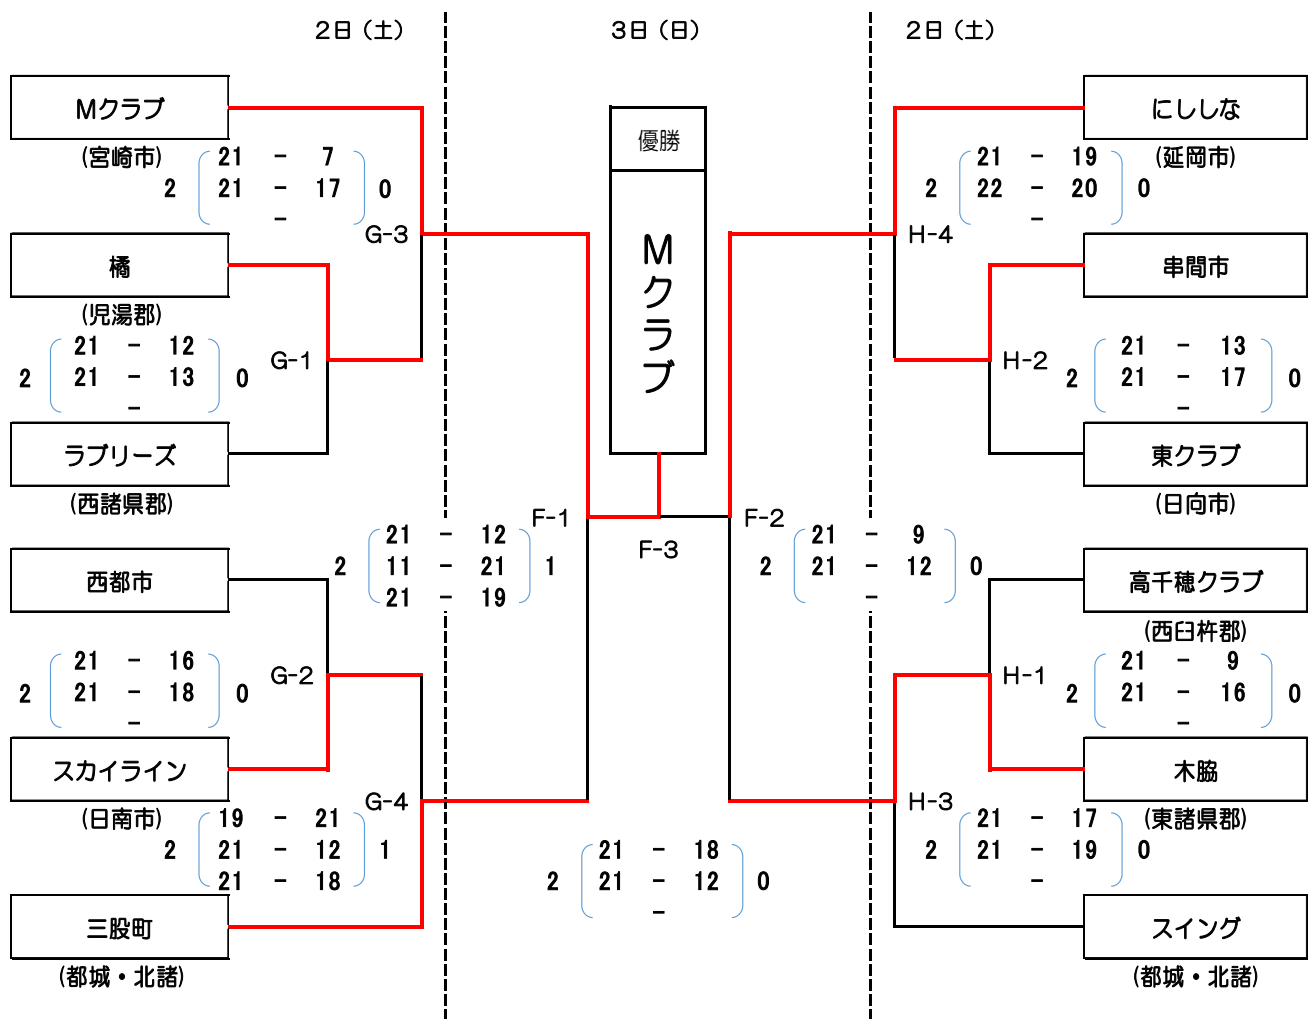 2日（土）
3日（日）
2日（土）
Mクラブ
(宮崎市)
21 - 7
2 21 - 17 0
-
G-3
橘
(児湯郡)
21 - 12
2 21 - 13 0
-
G-1
ラブリーズ
(西諸県郡)
西都市
21 - 16
2 21 - 18 0
-
G-2
スカイライン
(日南市)
19 - 21
2 21 - 12 1
21 - 18
G-4
三股町
(都城・北諸)
優勝
Mクラブ
F-1
21 - 12
2 11 - 21 1
21 - 19
F-3
F-2
21 - 9
2 21 - 12 0
-
21 - 18
2 21 - 12 0
-
にししな
(延岡市)
21 - 19
2 22 - 20 0
-
H-4
串間市
H-2
21 - 13
2 21 - 17 0
-
東クラブ
(日向市)
高千穂クラブ
(西臼杵郡)
H-1
21 - 9
2 21 - 16 0
-
木脇
(東諸県郡)
H-3
21 - 17
2 21 - 19 0
-
スイング
(都城・北諸)